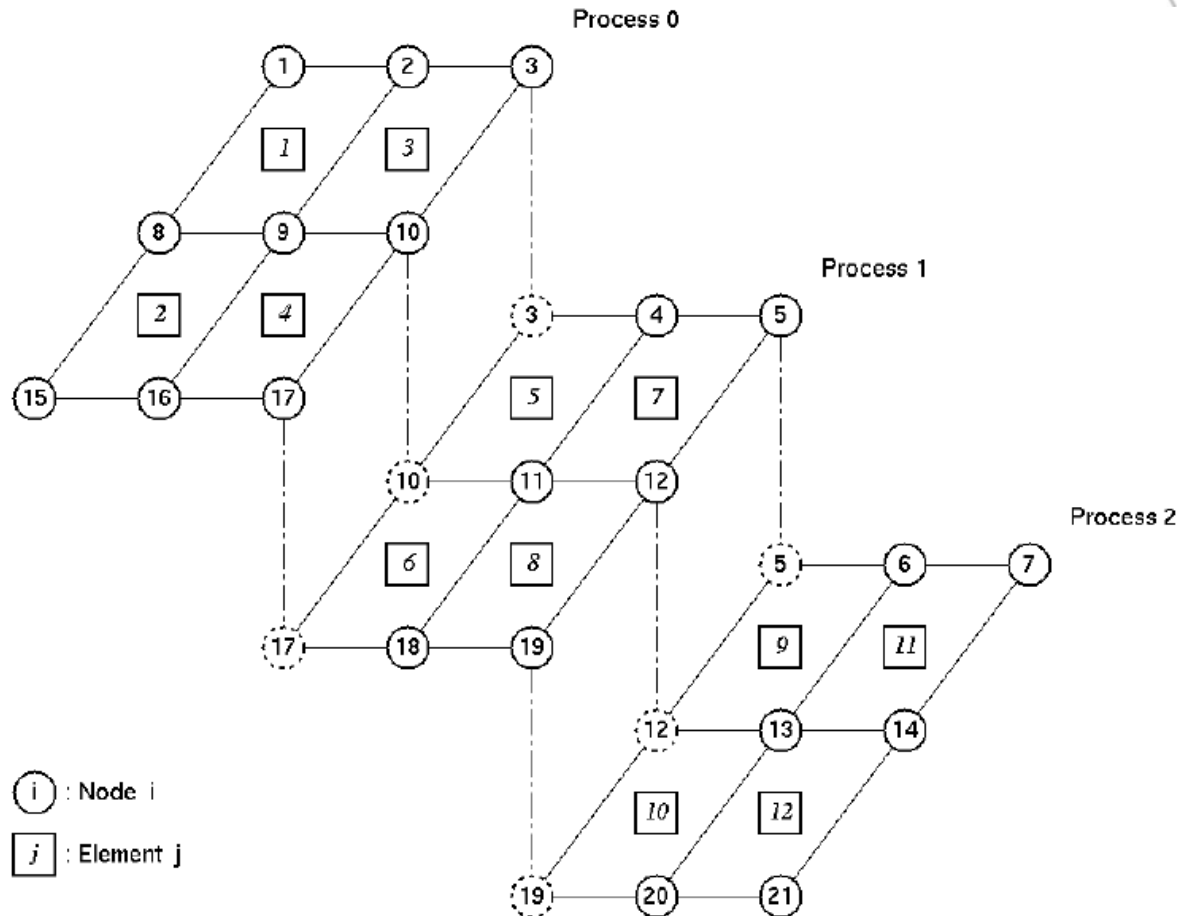 Process 0
1 2 3
1 3
8 9 10
Process 1
2 4
3 4 5
15 16 17
5 7
10 11 12
Process 2
6 8
5 6 7
17 18 19
9 11
12 13 14
i : Node i
10 12
j : Element j
19 20 21